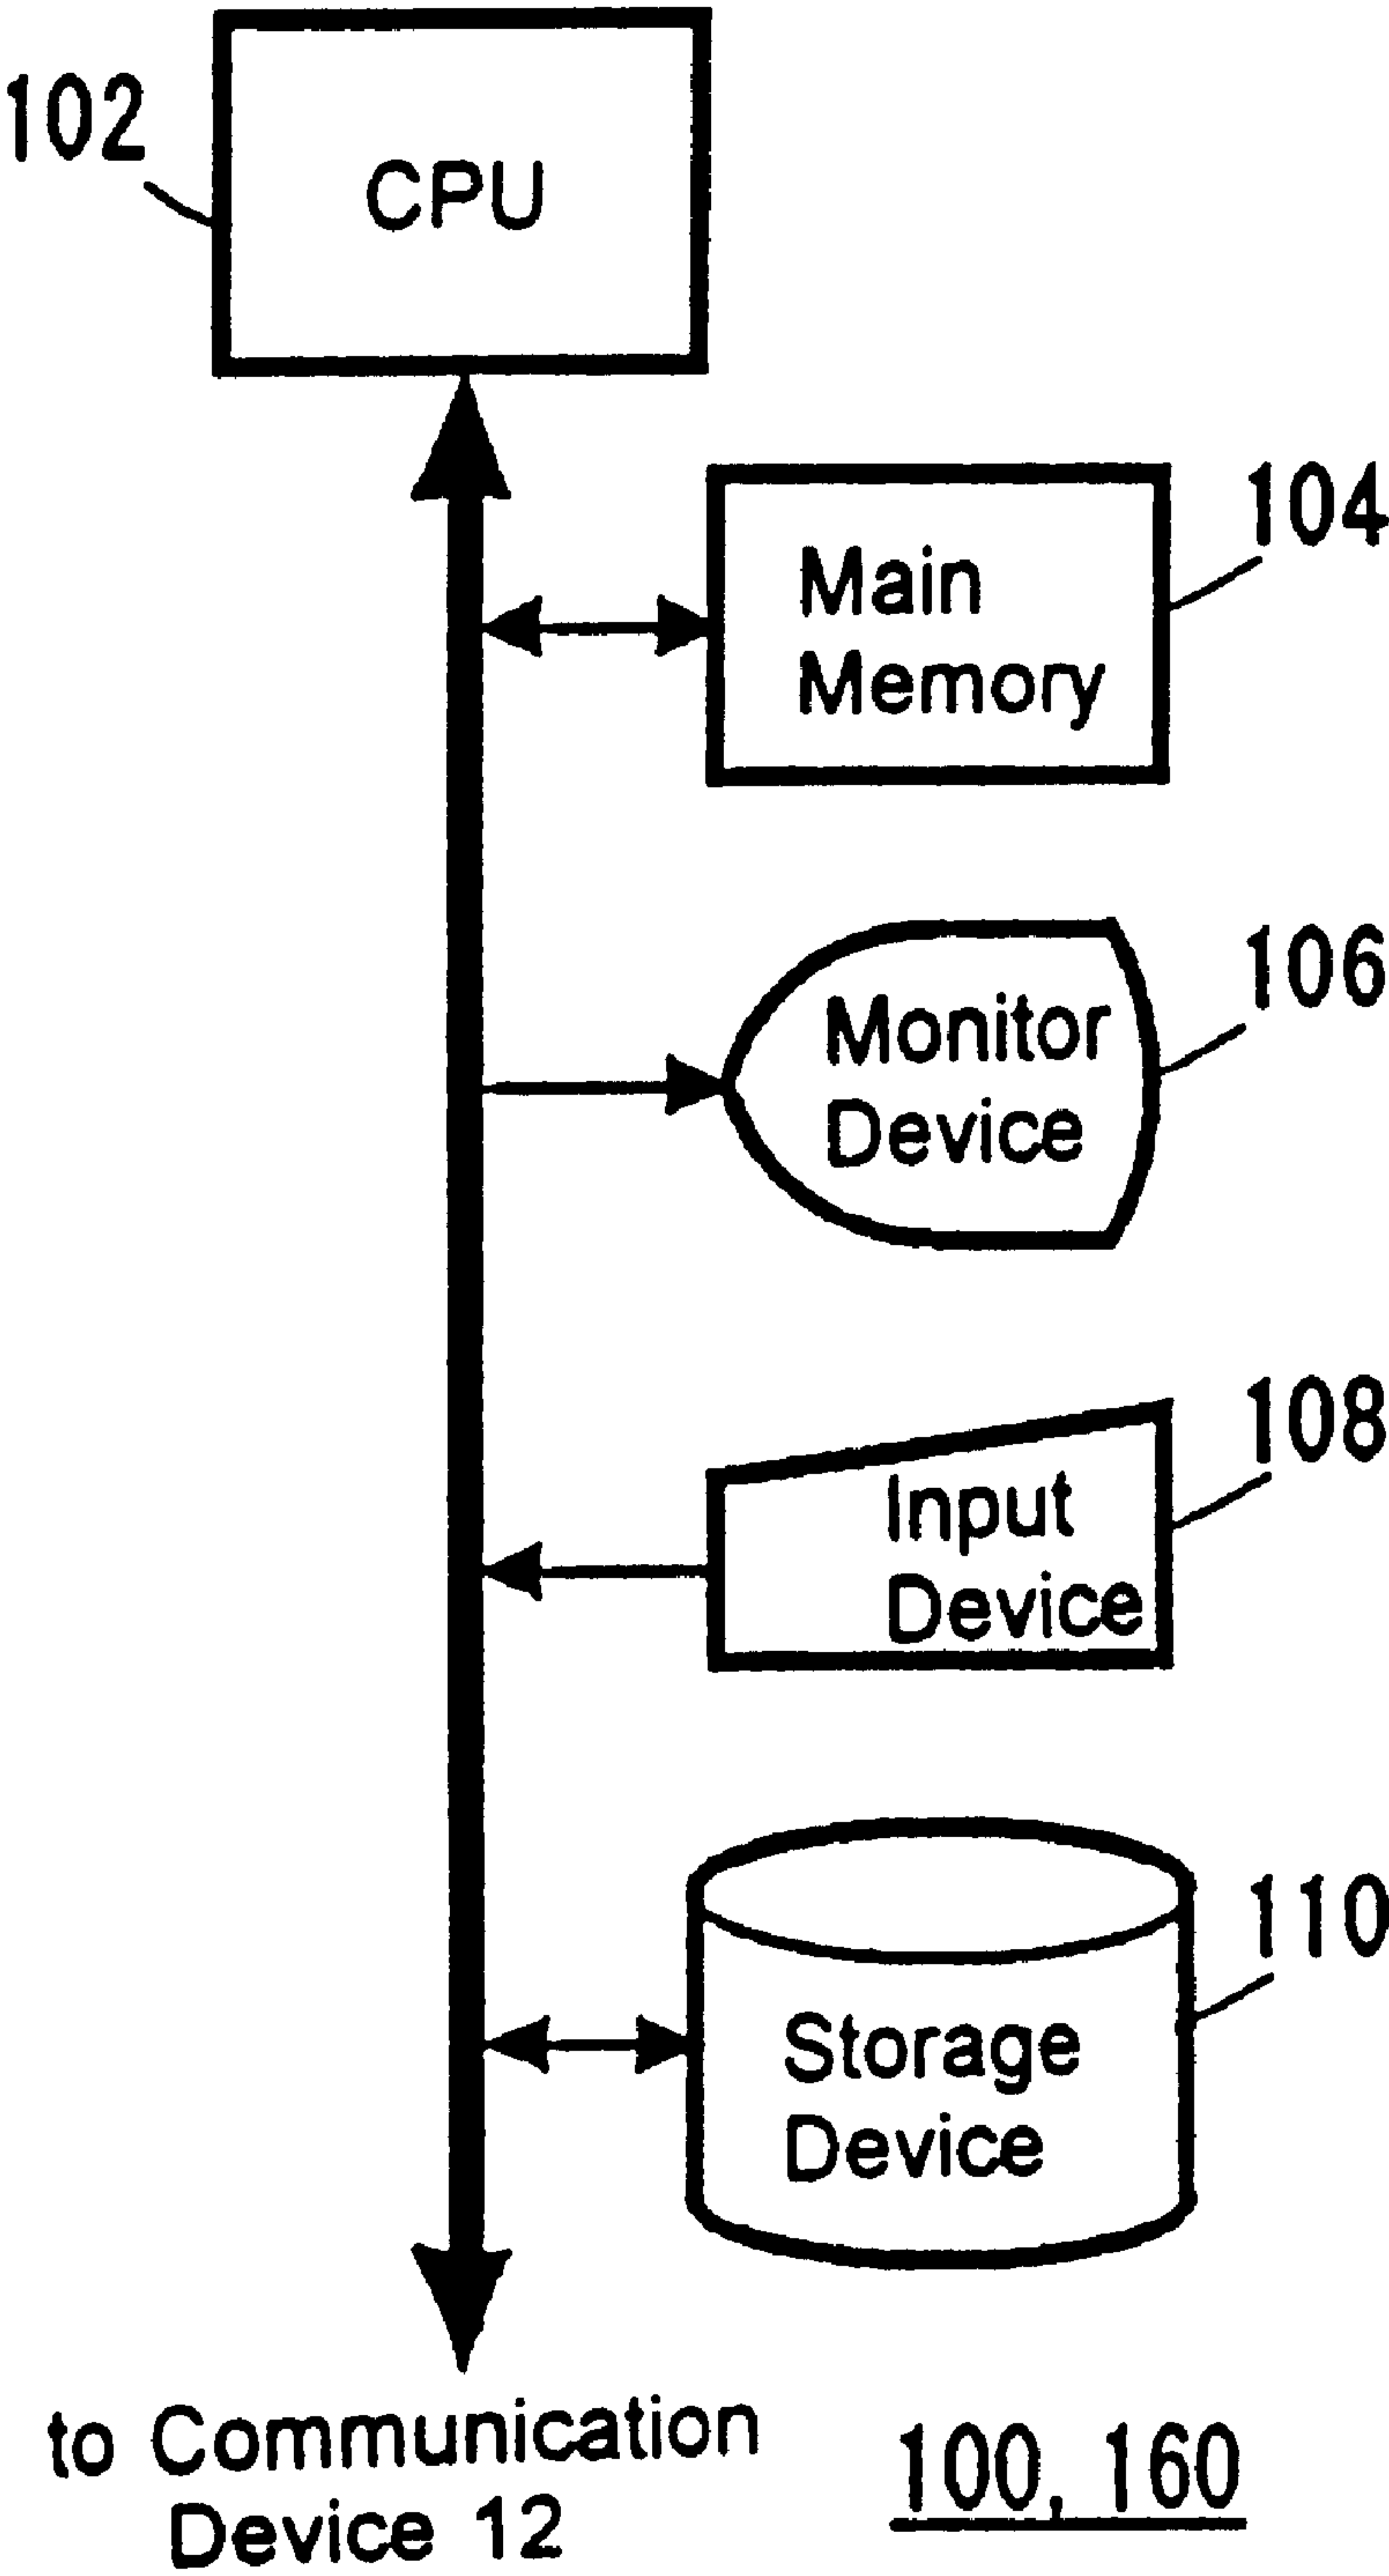 102
CPU
104
Main
Memory
106
Monitor
Device
108
Input
Device
110
Storage
Device
to Communication
Device 12
100, 160